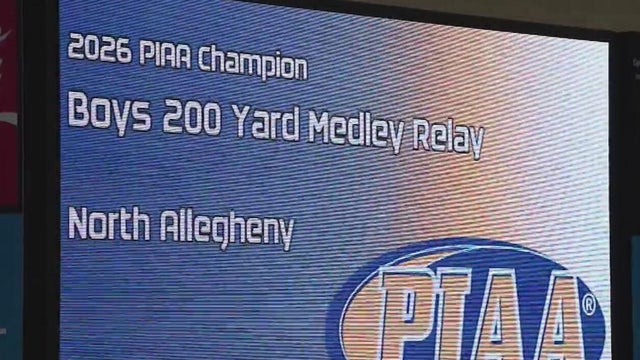 2026 PIAA Champion
Boys 200 Yard Medley Relay
North Allegheny
PIAA®